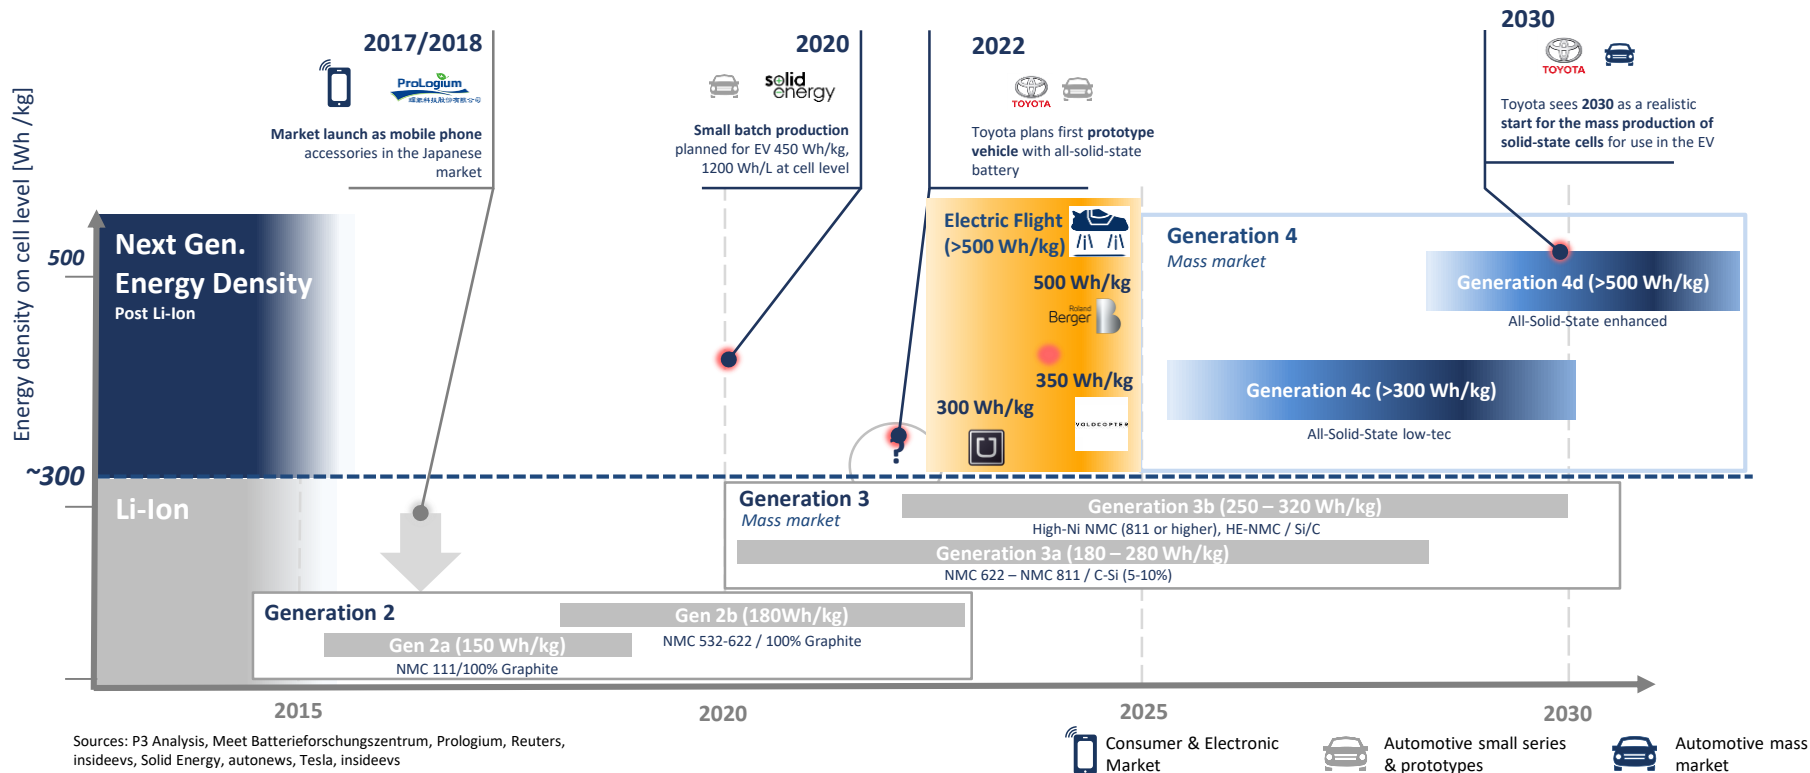 2017/2018
ProLogium
輝能科技股份有限公司
Market launch as mobile phone
accessories in the Japanese
market
2020
solid
energy
Small batch production
planned for EV 450 Wh/kg,
1200 Wh/L at cell level
2022
TOYOTA
Toyota plans first prototype
vehicle with all-solid-state
battery
2030
TOYOTA
Toyota sees 2030 as a realistic
start for the mass production of
solid-state cells for use in the EV
Energy density on cell level [Wh /kg]
500
~300
Next Gen.
Energy Density
Post Li-Ion
Li-Ion
Electric Flight
(>500 Wh/kg)
500 Wh/kg
Roland
Berger
B
350 Wh/kg
300 Wh/kg
U
VOLOCOPTER
?
Generation 4
Mass market
Generation 4d (>500 Wh/kg)
All-Solid-State enhanced
Generation 4c (>300 Wh/kg)
All-Solid-State low-tec
Generation 3
Mass market
Generation 3b (250 – 320 Wh/kg)
High-Ni NMC (811 or higher), HE-NMC / Si/C
Generation 3a (180 – 280 Wh/kg)
NMC 622 – NMC 811 / C-Si (5-10%)
Generation 2
Gen 2b (180Wh/kg)
NMC 532-622 / 100% Graphite
Gen 2a (150 Wh/kg)
NMC 111/100% Graphite
2015
2020
2025
2030
Sources: P3 Analysis, Meet Batterieforschungszentrum, Prologium, Reuters,
insideevs, Solid Energy, autonews, Tesla, insideevs
Consumer & Electronic
Market
Automotive small series
& prototypes
Automotive mass
market